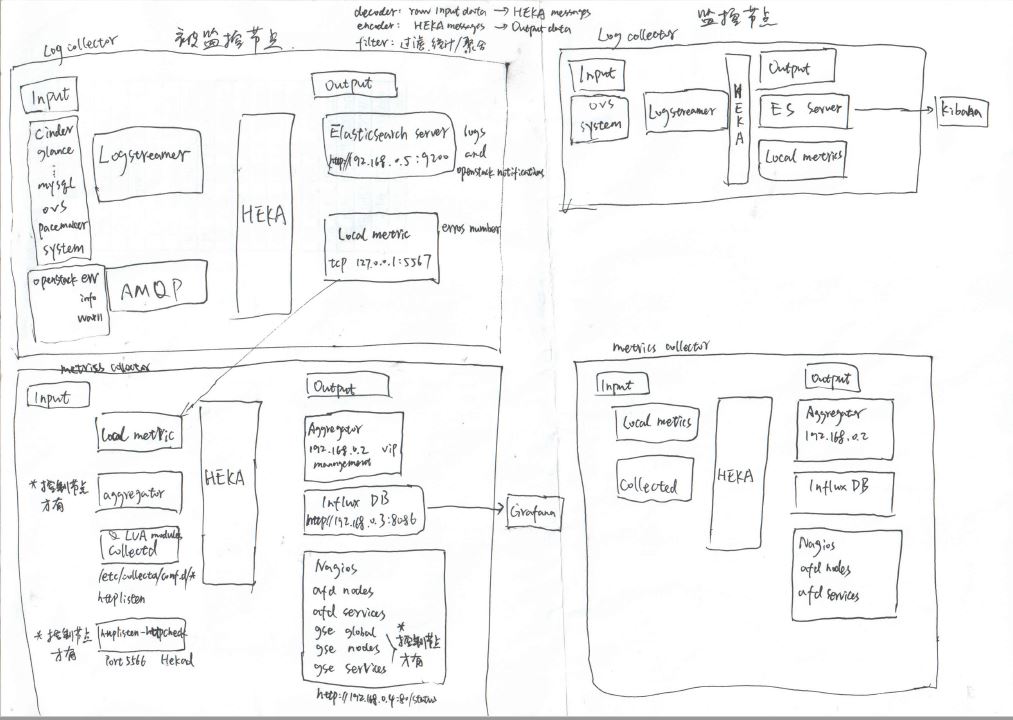 decoder: raw Input data → HEKA messages
encoder: HEKA messages → Output data
filter: 过滤, 统计/聚合
被监控节点
Log collector
Input
Cinder
glance
⋮
mysql
ovs
pacemaker
system
Logstreamer
openstack err
info
warn
AMQP
HEKA
Output
Elasticsearch server
http://192.168.0.5:9200
logs
and
openstack notifications
Local metric
tcp 127.0.0.1:5567
erros number
metriss collector
Input
Local metric
* 控制节点
才有
aggregator
LUA modules
Collectd
/etc/collectd/conf.d/*
httplisten
* 控制节点
才有
httplisten-httpcheck
Port 5566 Hekad
HEKA
Output
Aggregator
192.168.0.2 vip
management
Influx DB
http://192.168.0.3:8086
Grafana
Nagios
afd nodes
afd services
gse global
gse nodes
gse services
* 控制节点
才有
http://192.168.0.4:80/status
监控节点
Log collector
Input
ovs
system
Logstreamer
HEKA
Output
ES server
Local metrics
kibana
metrics collector
Input
Local metrics
Collected
HEKA
Output
Aggregator
192.168.0.2
Influx DB
Nagios
afd nodes
afd services